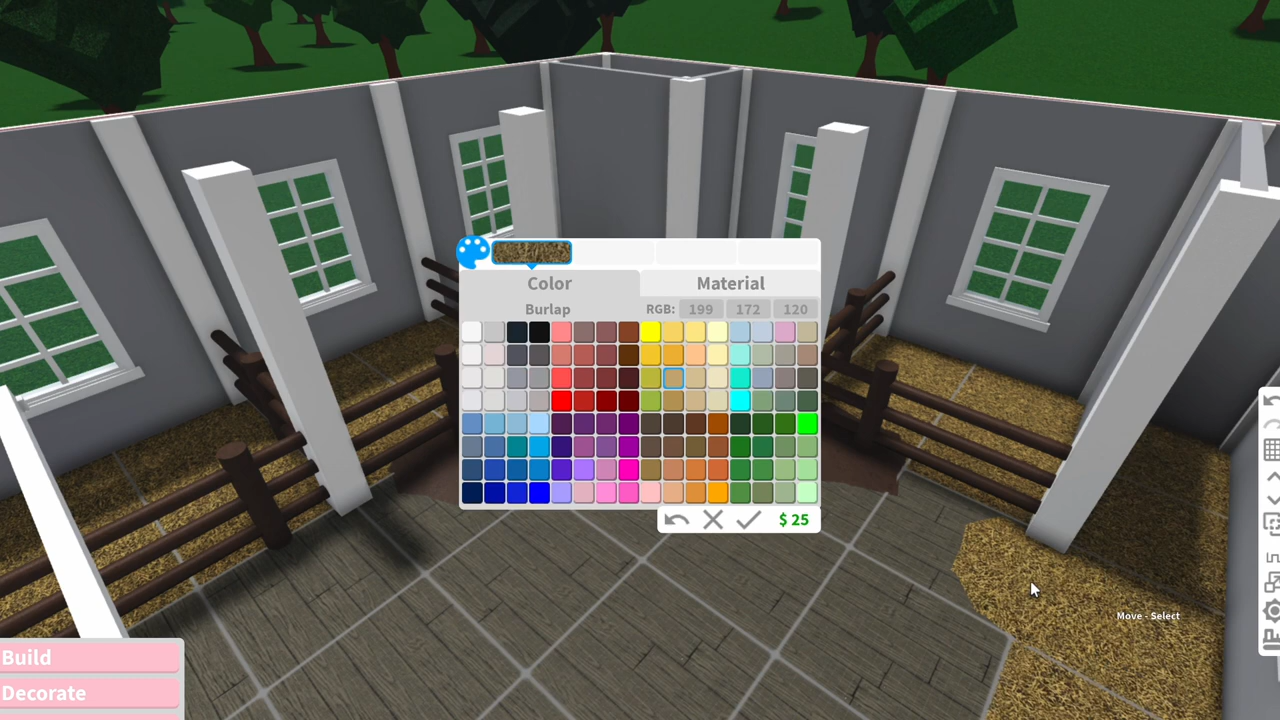 Color
Material
Burlap
RGB: 199 172 120
$ 25
Move - Select
Build
Decorate